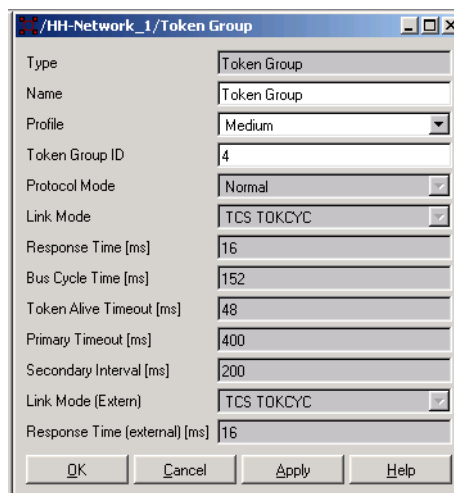 /HH-Network_1/Token Group
Type Token Group
Name Token Group
Profile Medium
Token Group ID 4
Protocol Mode Normal
Link Mode TCS TOKCYC
Response Time [ms] 16
Bus Cycle Time [ms] 152
Token Alive Timeout [ms] 48
Primary Timeout [ms] 400
Secondary Interval [ms] 200
Link Mode (Extern) TCS TOKCYC
Response Time (external) [ms] 16
OK Cancel Apply Help